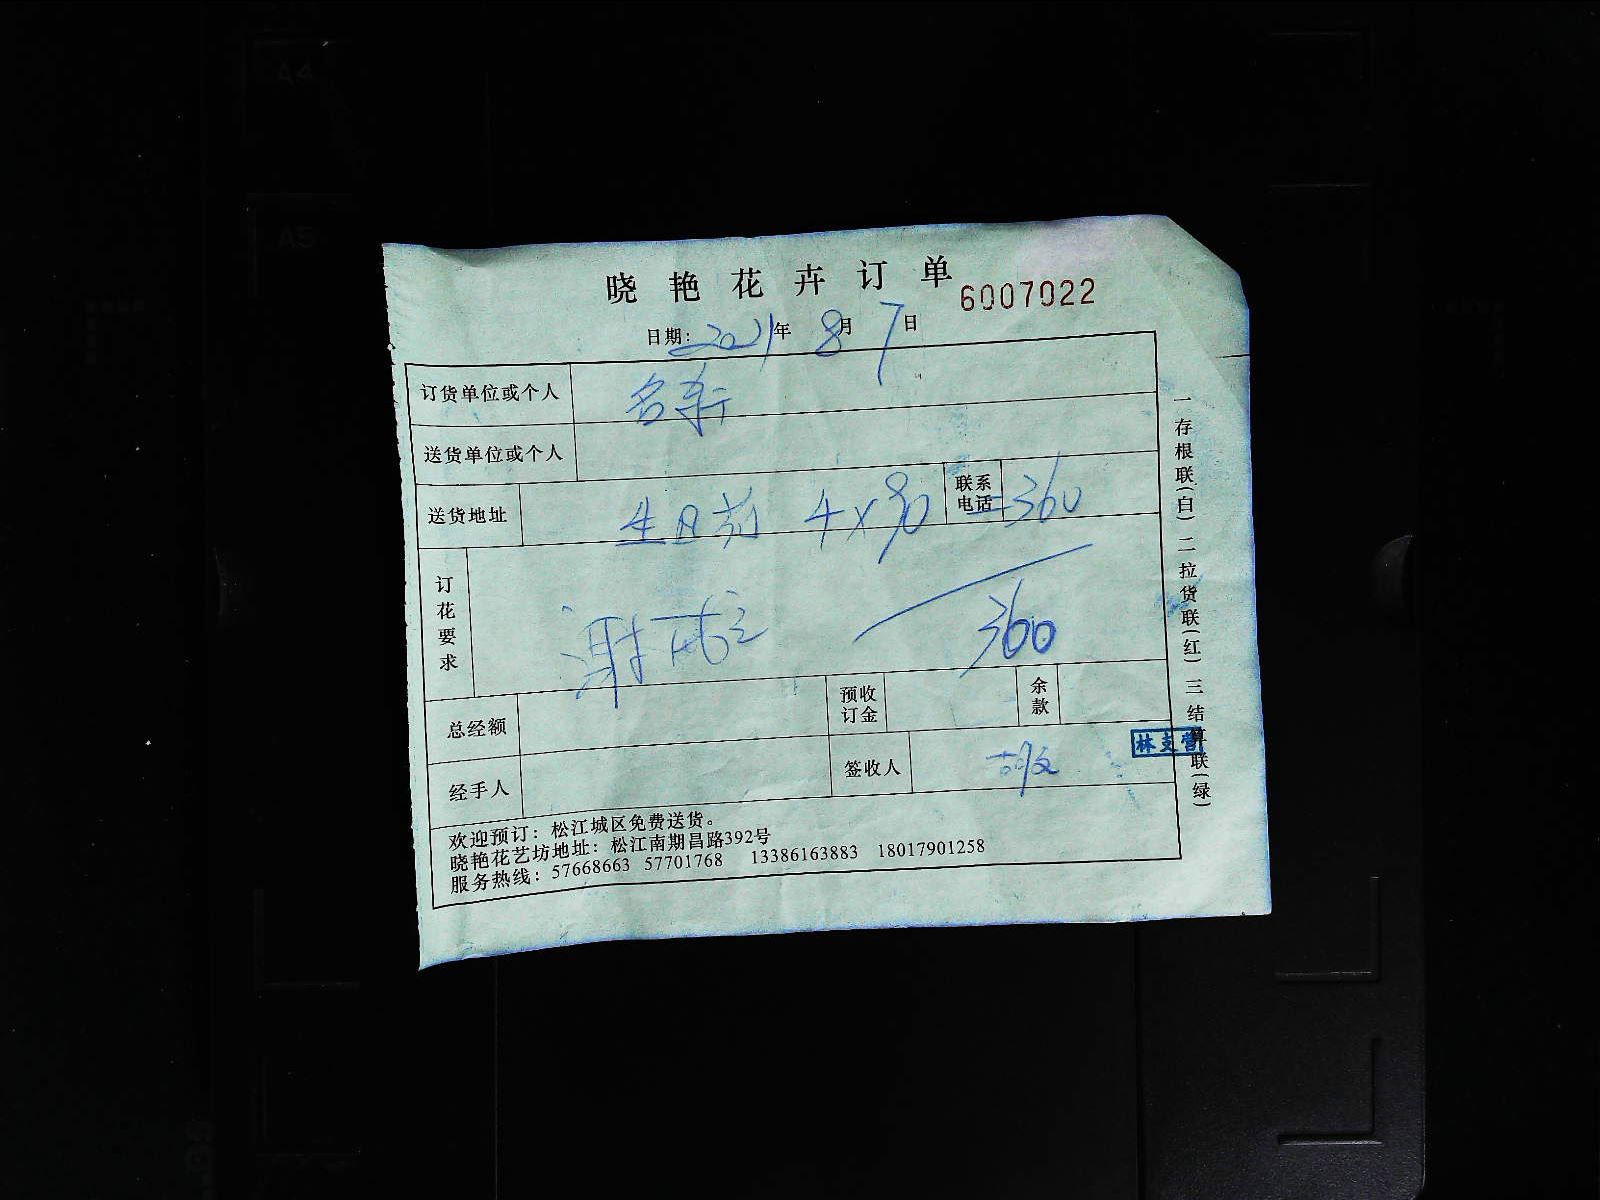 晓艳花卉订单
6007022
日期：2021年 8月 7日
订货单位或个人
送货单位或个人
送货地址 生日花 4×90 联系电话 =360
订花要求
360
总经额 预收订金 余款
经手人 签收人
欢迎预订：松江城区免费送货。
晓艳花艺坊地址：松江南期昌路392号
服务热线：57668663 57701768 13386163883 18017901258
一存根联(白) 二拉货联(红) 三结算联(绿)
A4
A5